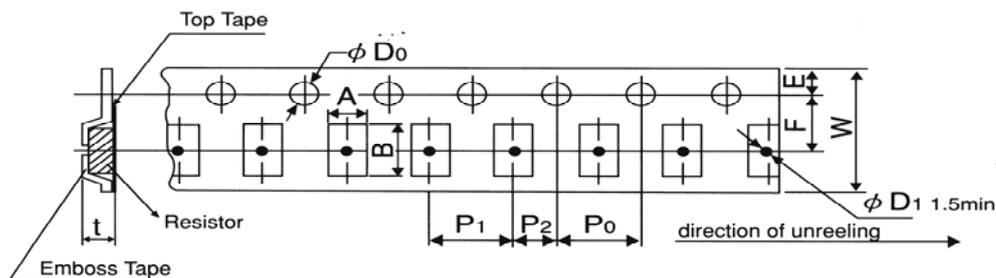 Top Tape
φ D0
A
B
E
F
W
t
Resistor
Emboss Tape
P1
P2
P0
φ D1 1.5min
direction of unreeling